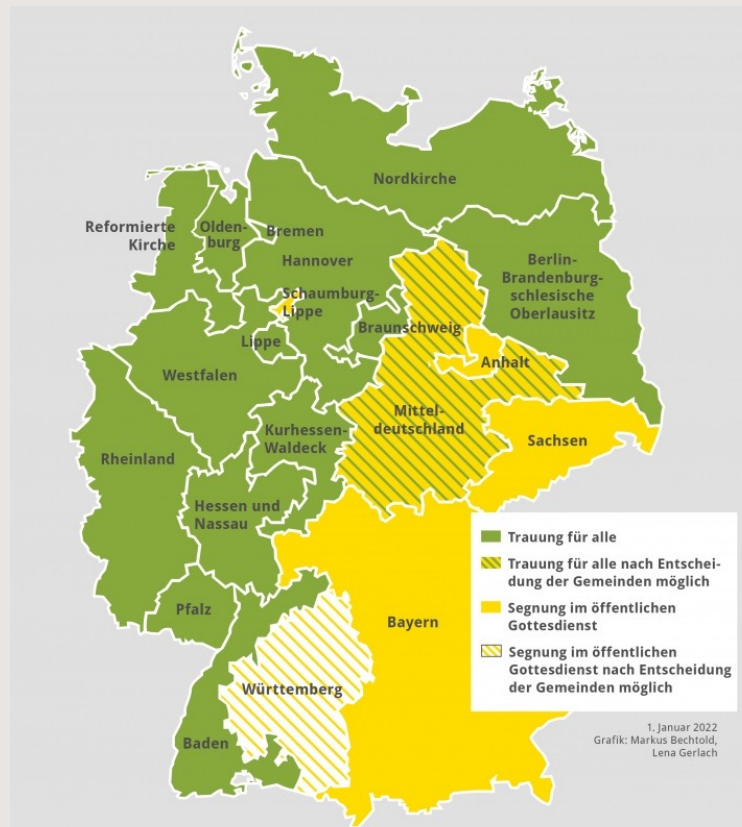 Nordkirche
Reformierte
Kirche
Olden-
burg
Bremen
Hannover
Berlin-
Brandenburg-
schlesische
Oberlausitz
Schaumburg-
Lippe
Braunschweig
Lippe
Anhalt
Westfalen
Mittel-
deutschland
Kurhessen-
Waldeck
Sachsen
Rheinland
Hessen und
Nassau
Pfalz
Bayern
Württemberg
Baden
Trauung für alle
Trauung für alle nach Entschei-
dung der Gemeinden möglich
Segnung im öffentlichen
Gottesdienst
Segnung im öffentlichen
Gottesdienst nach Entscheidung
der Gemeinden möglich
1. Januar 2022
Grafik: Markus Bechtold,
Lena Gerlach